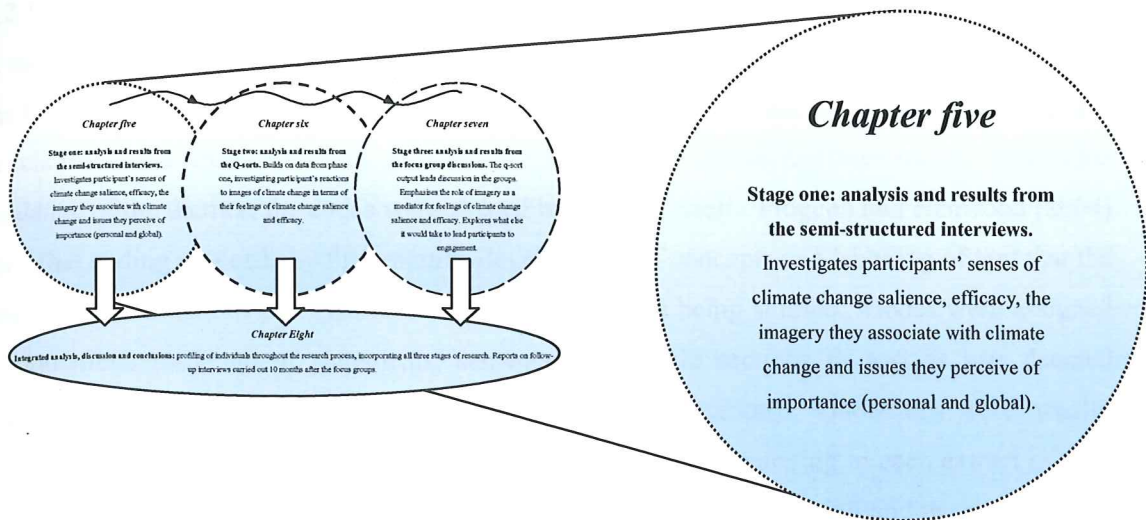 Chapter five
Stage one: analysis and results from
the semi-structured interviews.
Investigates participant's senses of
climate change salience, efficacy, the
imagery they associate with climate
change and issues they perceive of
importance (personal and global).
Chapter six
Stage two: analysis and results from
the Q-sorts. Builds on data from phase
one, investigating participant's reactions
to images of climate change in terms of
their feelings of climate change salience
and efficacy.
Chapter seven
Stage three: analysis and results from
the focus group discussions. The q-sort
output leads discussion in the groups.
Emphasises the role of imagery as a
mediator for feelings of climate change
salience and efficacy. Explores what else
it would take to lead participants to
engagement.
Chapter Eight
Integrated analysis, discussion and conclusions: profiling of individuals throughout the research process, incorporating all three stages of research. Reports on follow-
up interviews carried out 10 months after the focus groups.
Chapter five
Stage one: analysis and results from
the semi-structured interviews.
Investigates participants' senses of
climate change salience, efficacy, the
imagery they associate with climate
change and issues they perceive of
importance (personal and global).